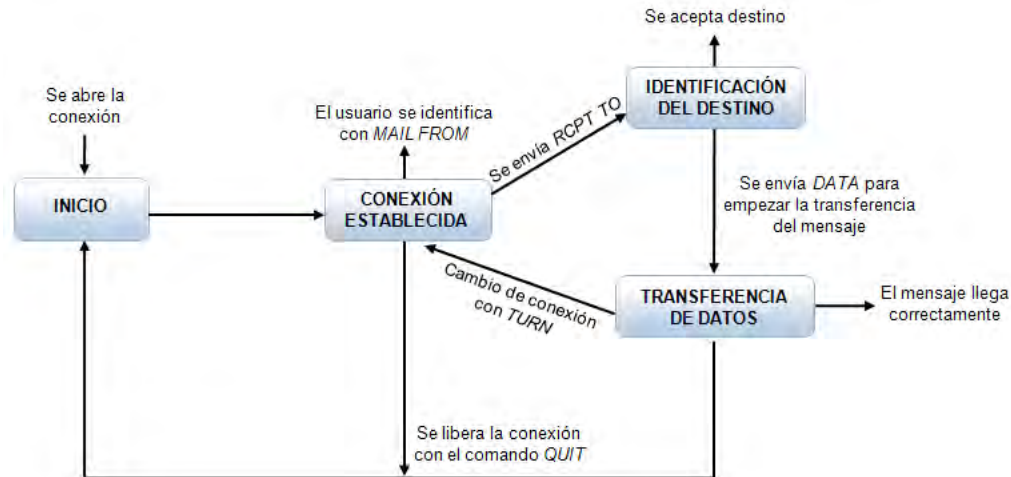 Se acepta destino
IDENTIFICACIÓN
DEL DESTINO
Se abre la
conexión
El usuario se identifica
con MAIL FROM
Se envía RCPT TO
INICIO
CONEXIÓN
ESTABLECIDA
Se envía DATA para
empezar la transferencia
del mensaje
Cambio de conexión
con TURN
TRANSFERENCIA
DE DATOS
El mensaje llega
correctamente
Se libera la conexión
con el comando QUIT